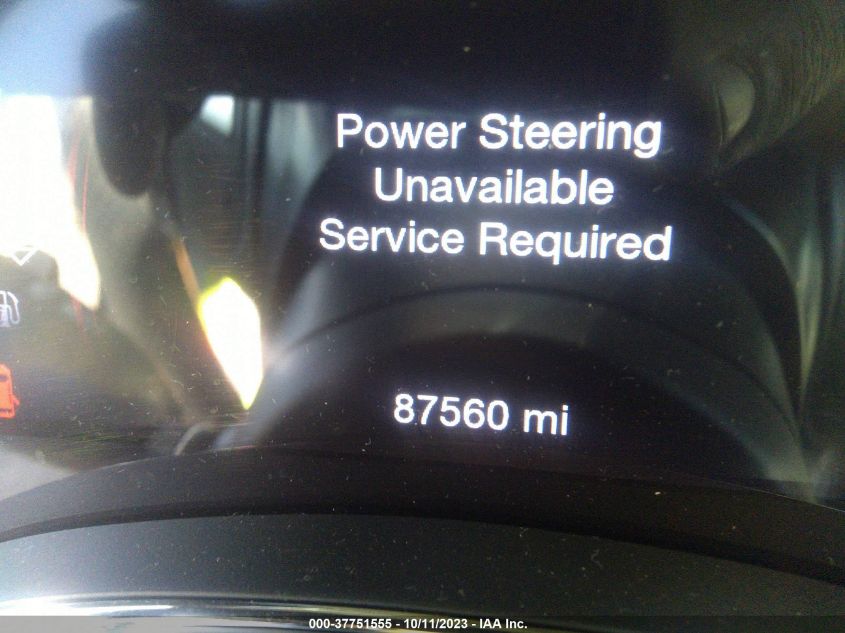 Power Steering
Unavailable
Service Required
87560 mi
000-37751555 - 10/11/2023 - IAA Inc.